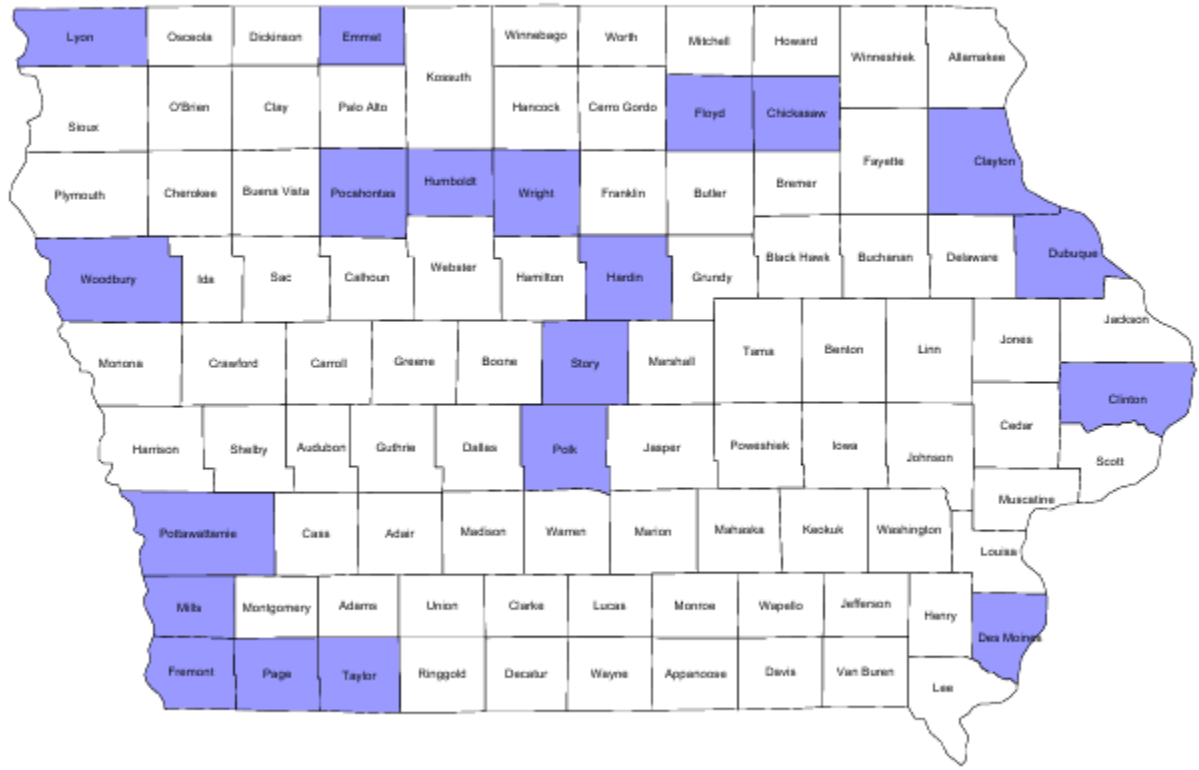 Lyon
Osceola
Dickinson
Emmet
Kossuth
Winnebago
Worth
Mitchell
Howard
Winneshiek
Allamakee
Sioux
O'Brien
Clay
Palo Alto
Hancock
Cerro Gordo
Floyd
Chickasaw
Fayette
Clayton
Plymouth
Cherokee
Buena Vista
Pocahontas
Humboldt
Wright
Franklin
Butler
Bremer
Woodbury
Ida
Sac
Calhoun
Webster
Hamilton
Hardin
Grundy
Black Hawk
Buchanan
Delaware
Dubuque
Monona
Crawford
Carroll
Greene
Boone
Story
Marshall
Tama
Benton
Linn
Jones
Jackson
Clinton
Harrison
Shelby
Audubon
Guthrie
Dallas
Polk
Jasper
Poweshiek
Iowa
Johnson
Cedar
Scott
Muscatine
Pottawattamie
Cass
Adair
Madison
Warren
Marion
Mahaska
Keokuk
Washington
Louisa
Mills
Montgomery
Adams
Union
Clarke
Lucas
Monroe
Wapello
Jefferson
Henry
Des Moines
Fremont
Page
Taylor
Ringgold
Decatur
Wayne
Appanoose
Davis
Van Buren
Lee